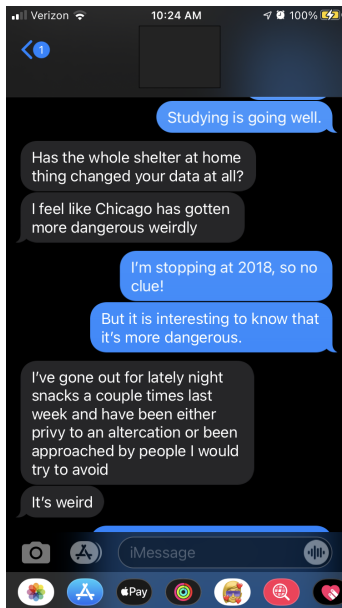 Verizon 10:24 AM 100%
1
Studying is going well.
Has the whole shelter at home
thing changed your data at all?
I feel like Chicago has gotten
more dangerous weirdly
I'm stopping at 2018, so no
clue!
But it is interesting to know that
it's more dangerous.
I've gone out for lately night
snacks a couple times last
week and have been either
privy to an altercation or been
approached by people I would
try to avoid
It's weird
iMessage
Pay